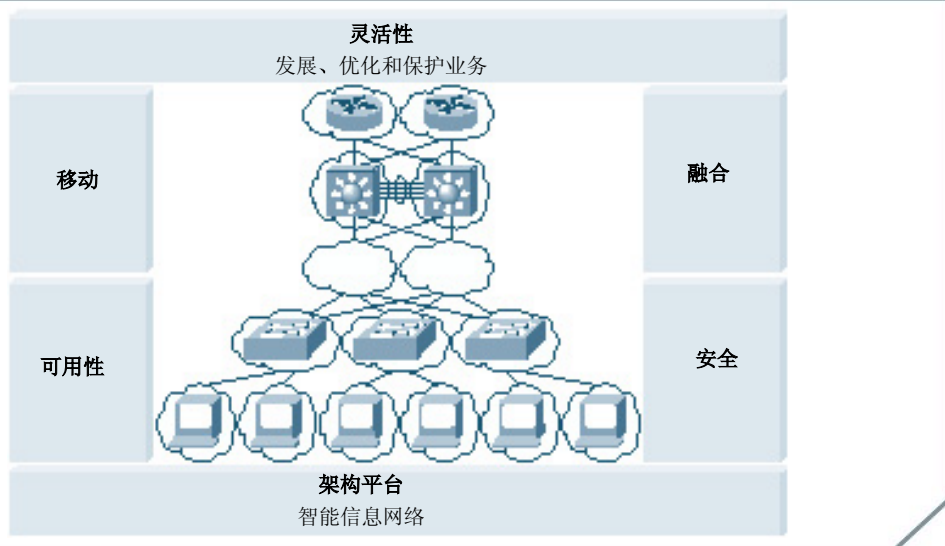 灵活性
发展、优化和保护业务
移动
融合
可用性
安全
架构平台
智能信息网络